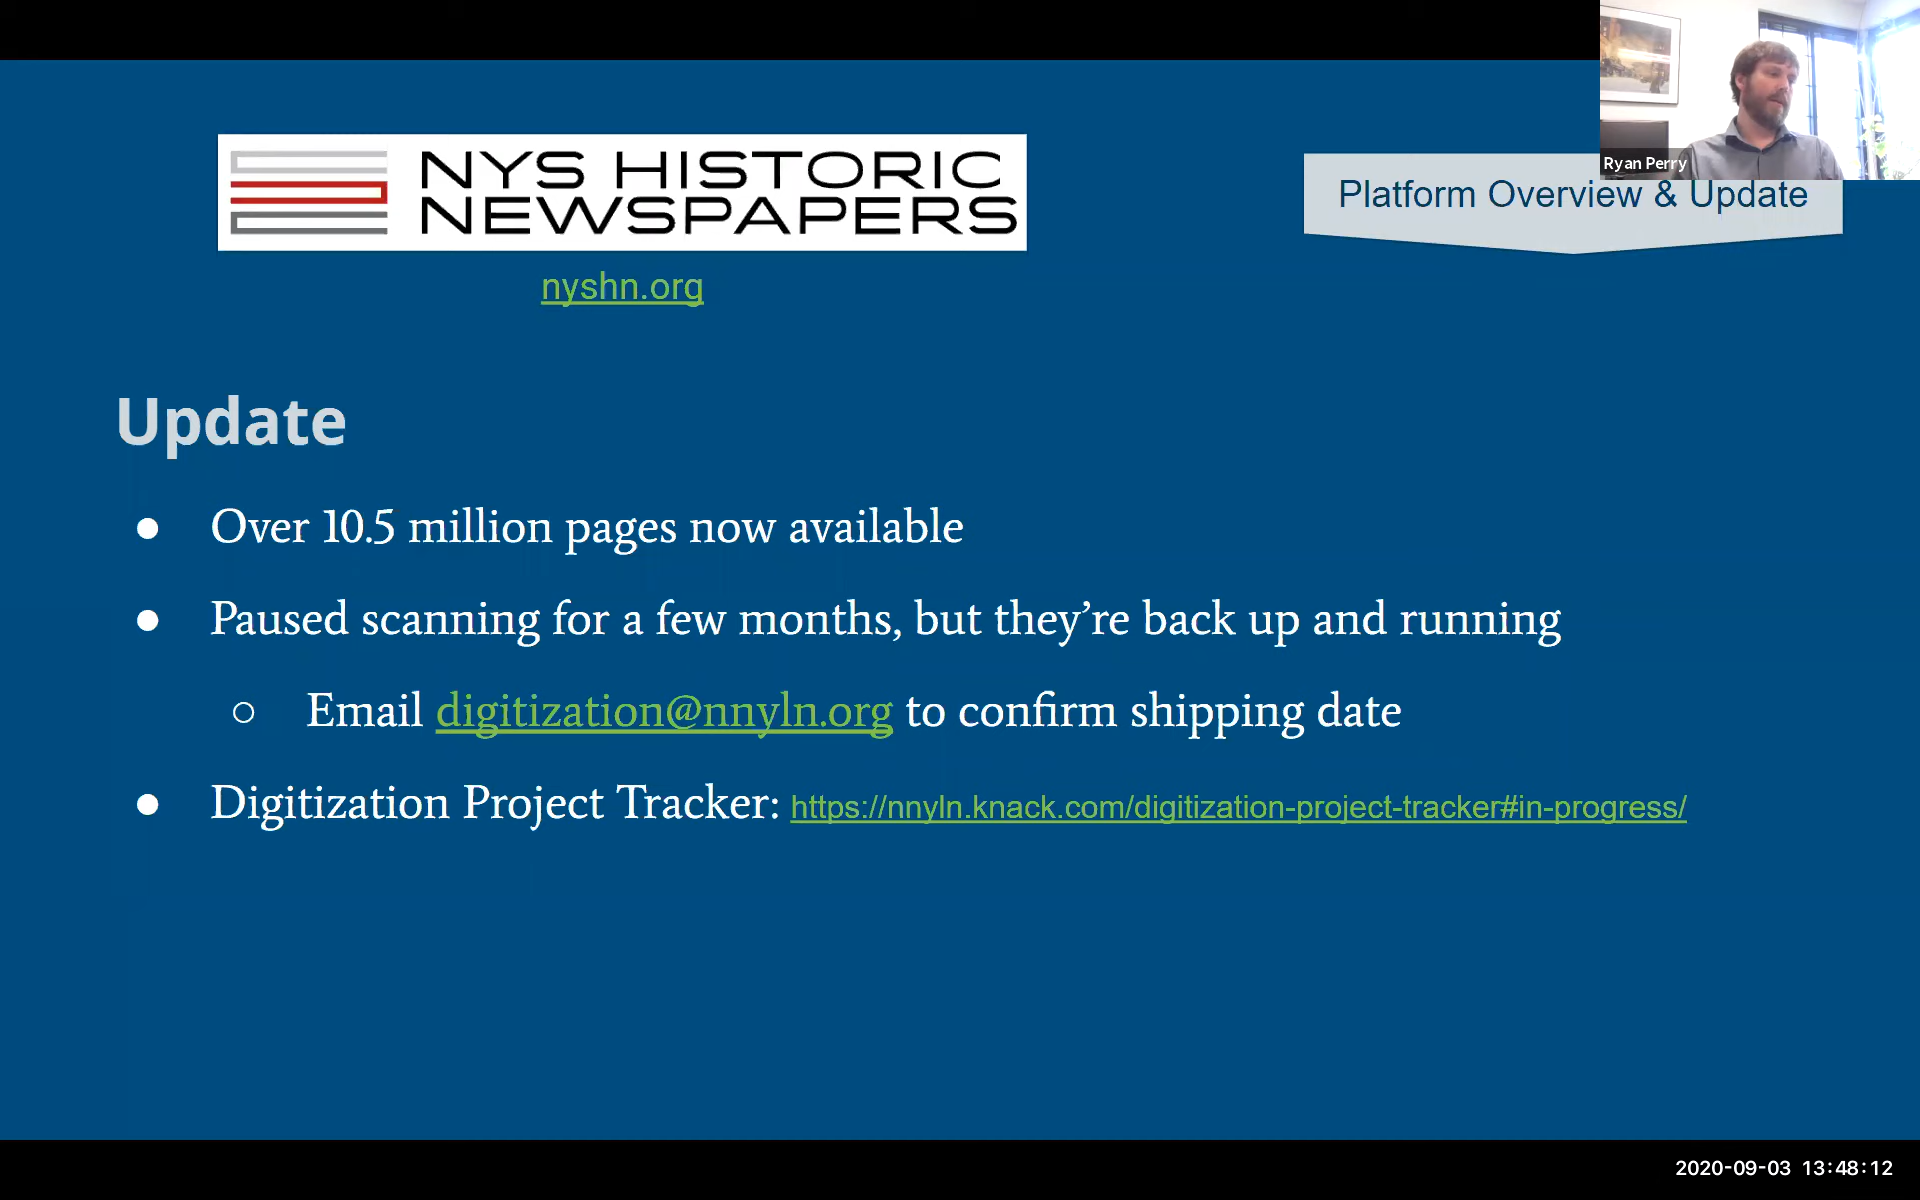 NYS HISTORIC
NEWSPAPERS
nyshn.org
Ryan Perry
Platform Overview & Update
Update
● Over 10.5 million pages now available
● Paused scanning for a few months, but they’re back up and running
○ Email digitization@nnyln.org to confirm shipping date
● Digitization Project Tracker: https://nnyln.knack.com/digitization-project-tracker#in-progress/
2020-09-03 13:48:12